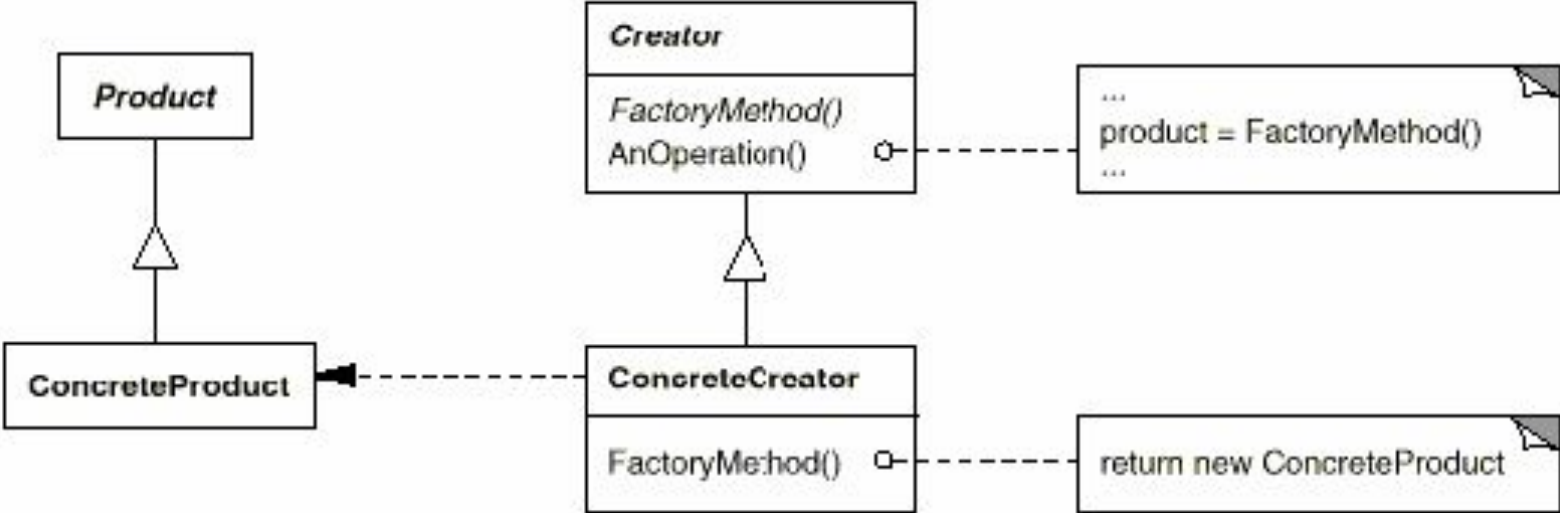 Product
Creator
FactoryMethod()
AnOperation()
...
product = FactoryMethod()
...
ConcreteProduct
ConcreteCreator
FactoryMethod()
return new ConcreteProduct